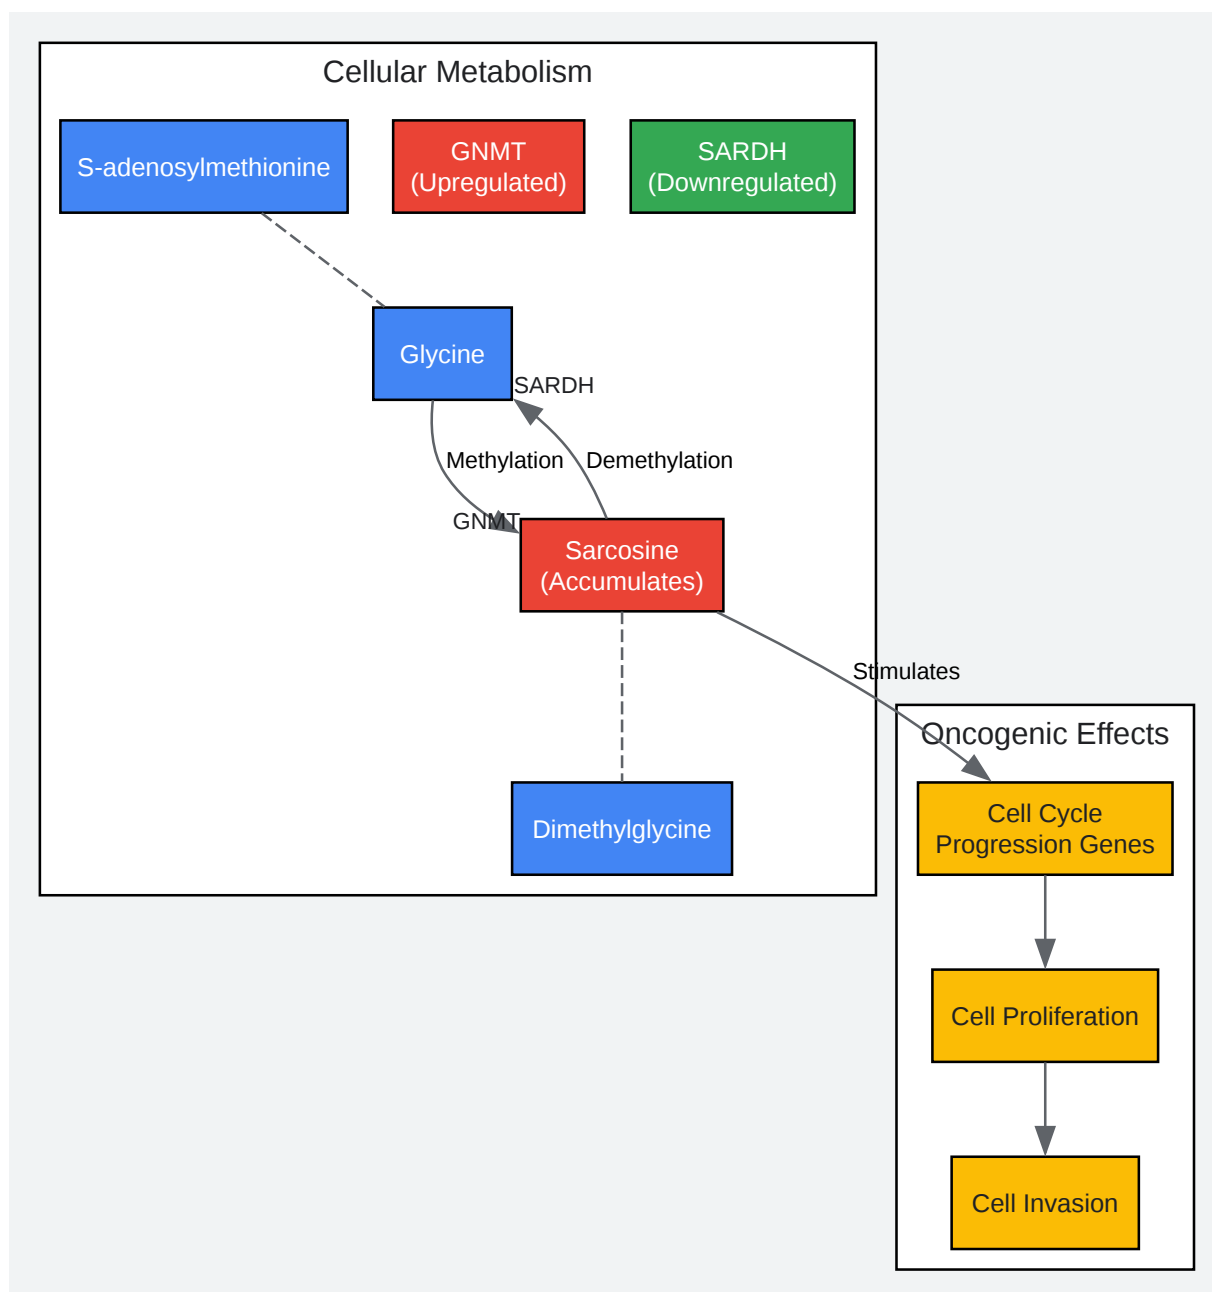 Cellular Metabolism
S-adenosylmethionine
GNMT
(Upregulated)
SARDH
(Downregulated)
Glycine
SARDH
Methylation
Demethylation
GNMT
Sarcosine
(Accumulates)
Stimulates
Oncogenic Effects
Cell Cycle
Progression Genes
Dimethylglycine
Cell Proliferation
Cell Invasion